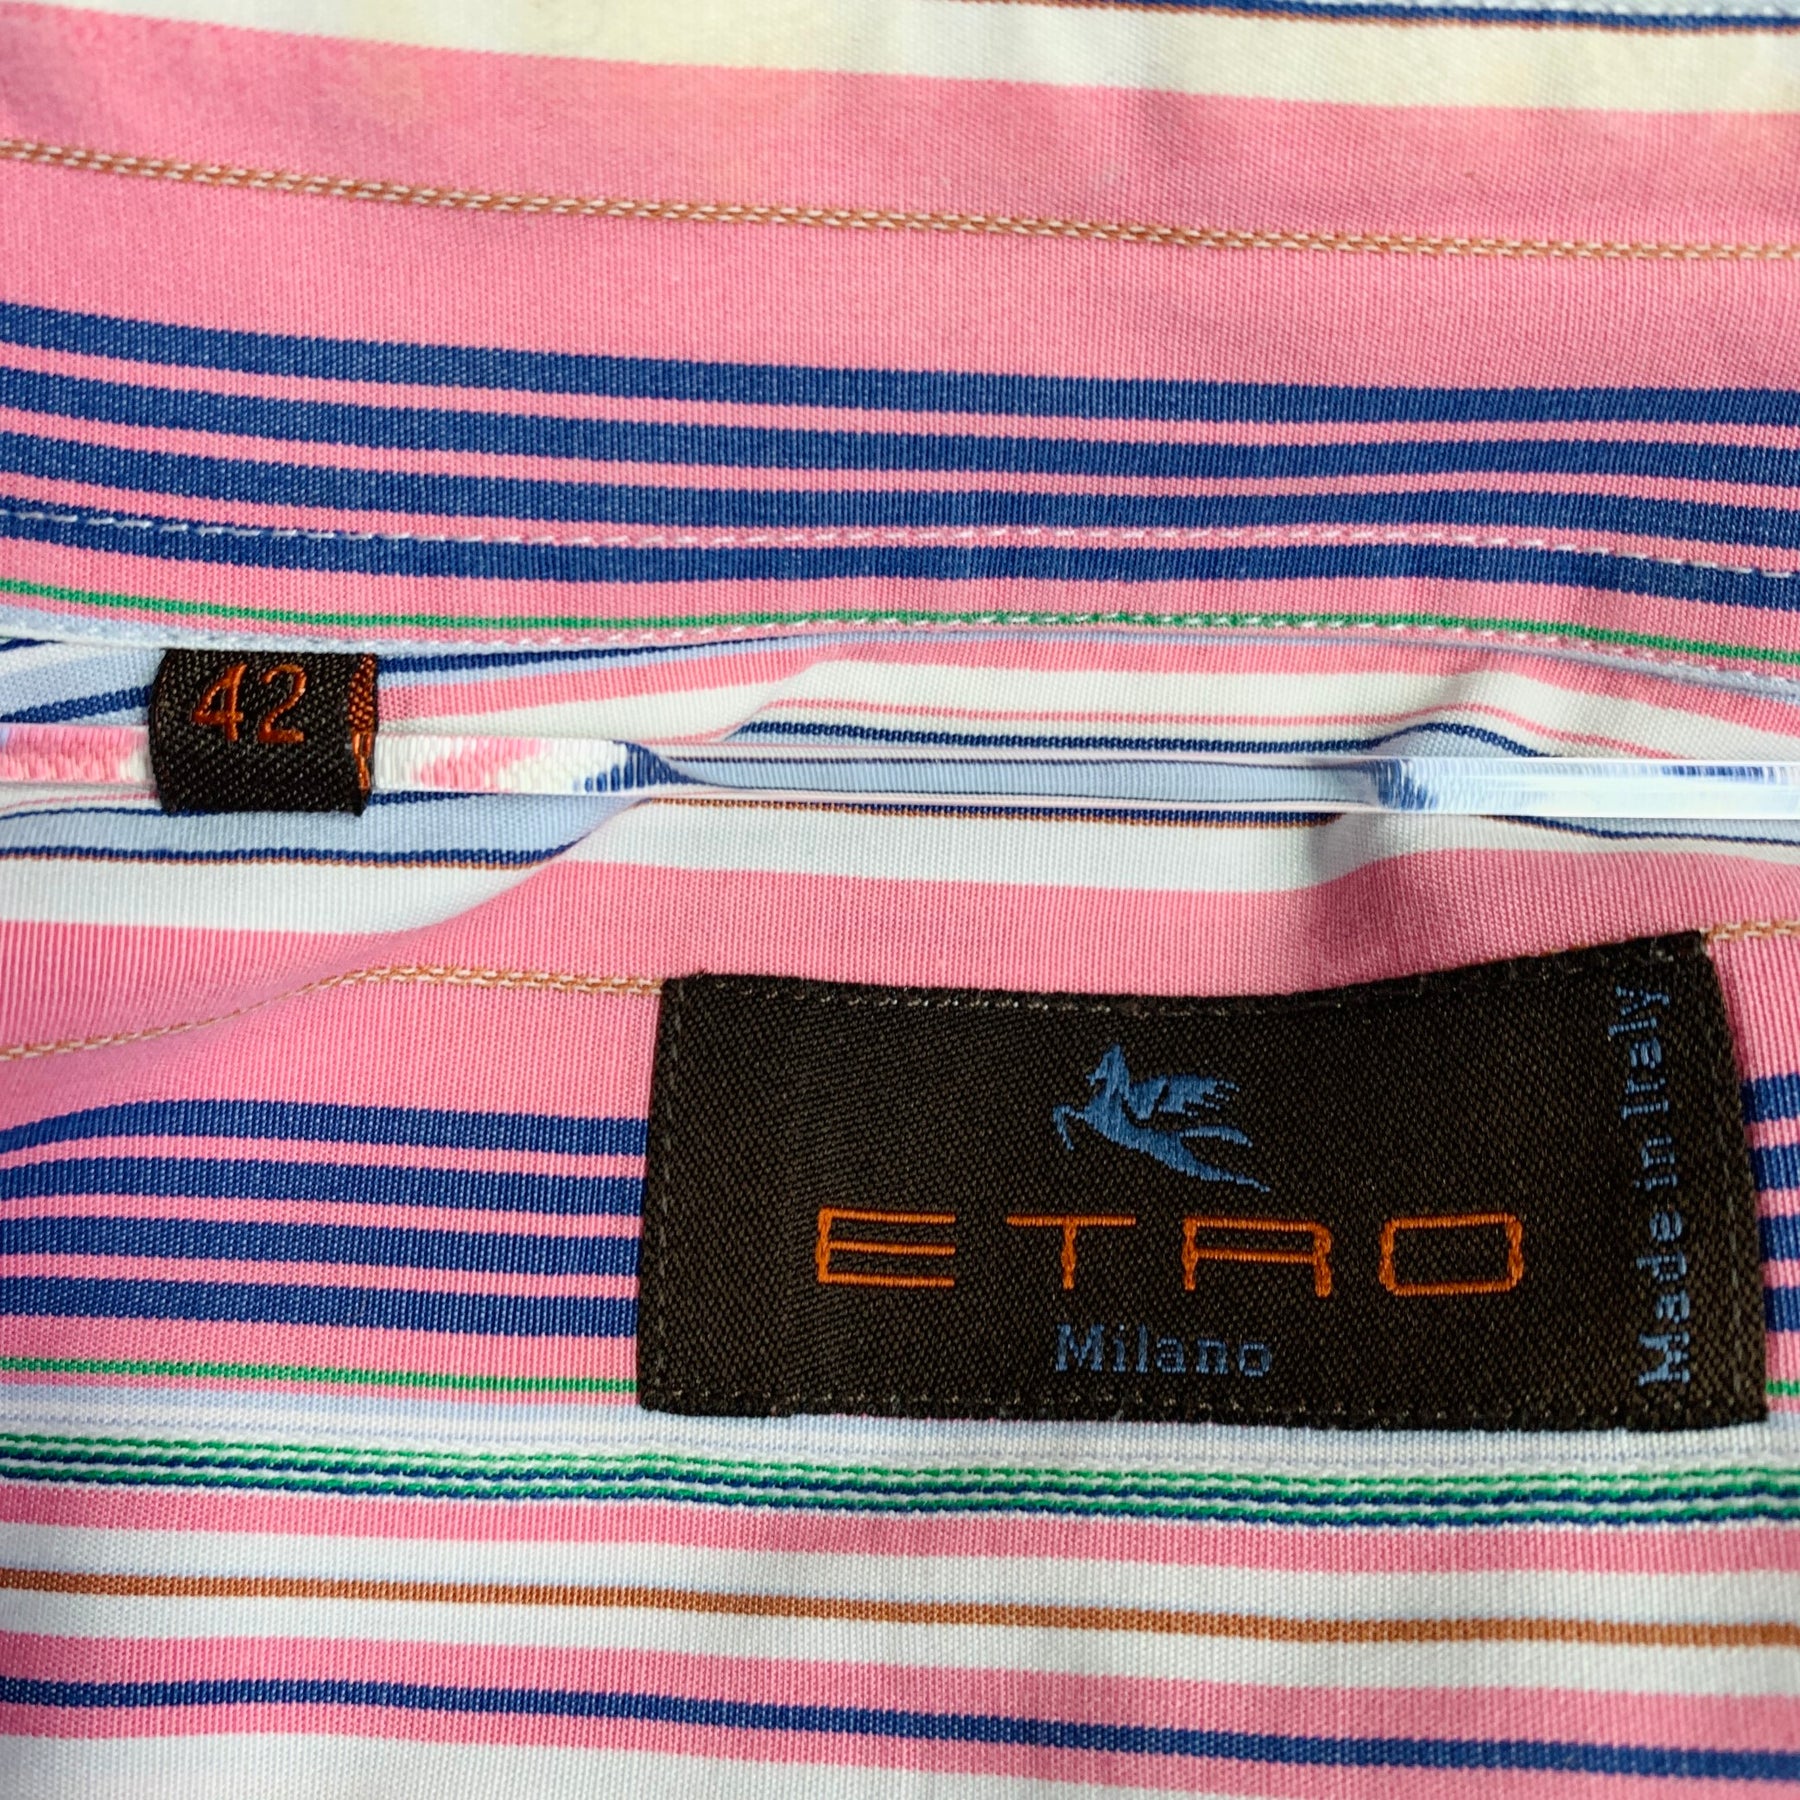 42
ETRO
Milano
Made in Italy